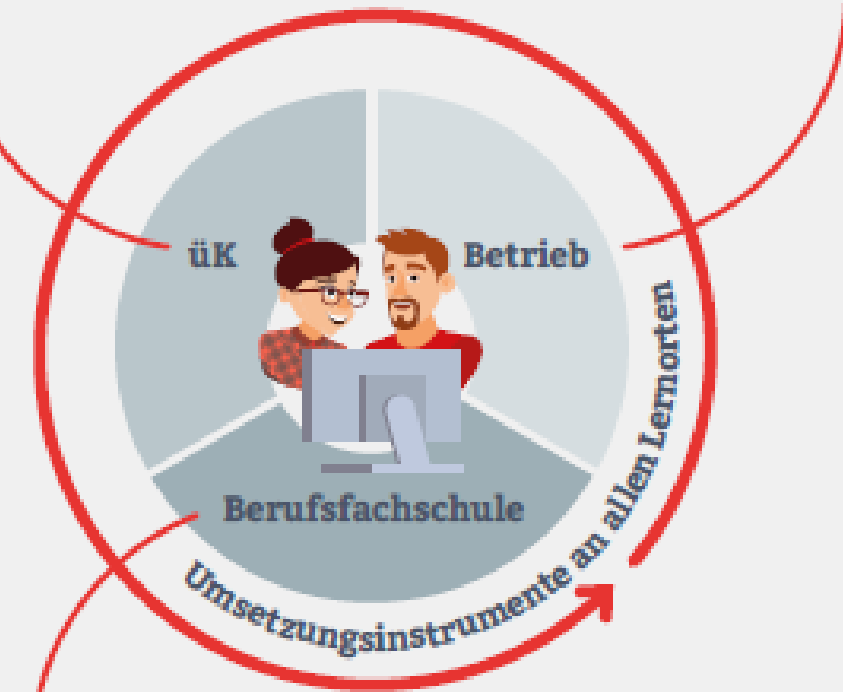 üK
Betrieb
Berufsfachschule
Umsetzungsinstrumente an allen Lernorten